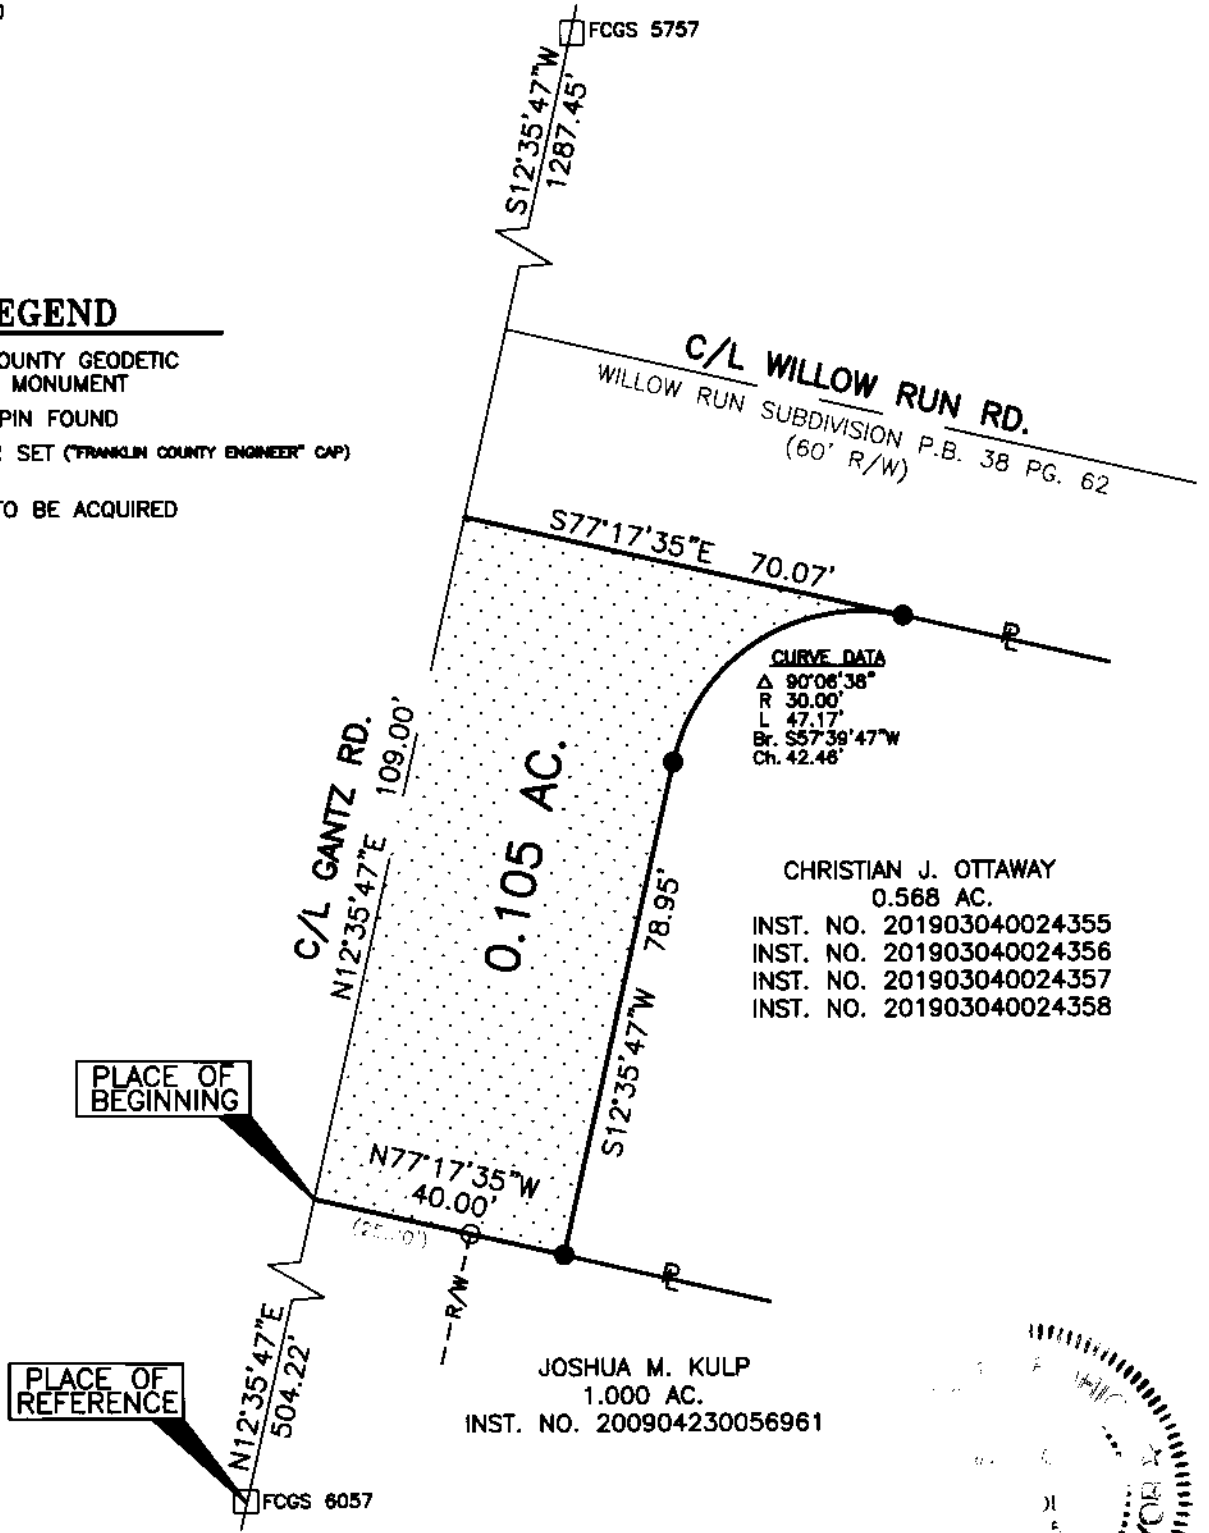 FCGS 5757
S12°35'47"W
1287.45'
EGEND
OUNTY GEODETIC
MONUMENT
PIN FOUND
SET ("FRANKLIN COUNTY ENGINEER" CAP)
TO BE ACQUIRED
C/L WILLOW RUN RD.
WILLOW RUN SUBDIVISION P.B. 38 PG. 62
(60' R/W)
S77°17'35"E 70.07'
PL
CURVE DATA
Δ 90°06'38"
R 30.00'
L 47.17'
Br. S57°39'47"W
Ch. 42.46'
C/L GANTZ RD.
N12°35'47"E 109.00'
0.105 AC.
S12°35'47"W 78.95'
CHRISTIAN J. OTTAWAY
0.568 AC.
INST. NO. 201903040024355
INST. NO. 201903040024356
INST. NO. 201903040024357
INST. NO. 201903040024358
PLACE OF
BEGINNING
N77°17'35"W
40.00'
R/W
PL
N12°35'47"E
504.22'
PLACE OF
REFERENCE
FCGS 6057
JOSHUA M. KULP
1.000 AC.
INST. NO. 200904230056961